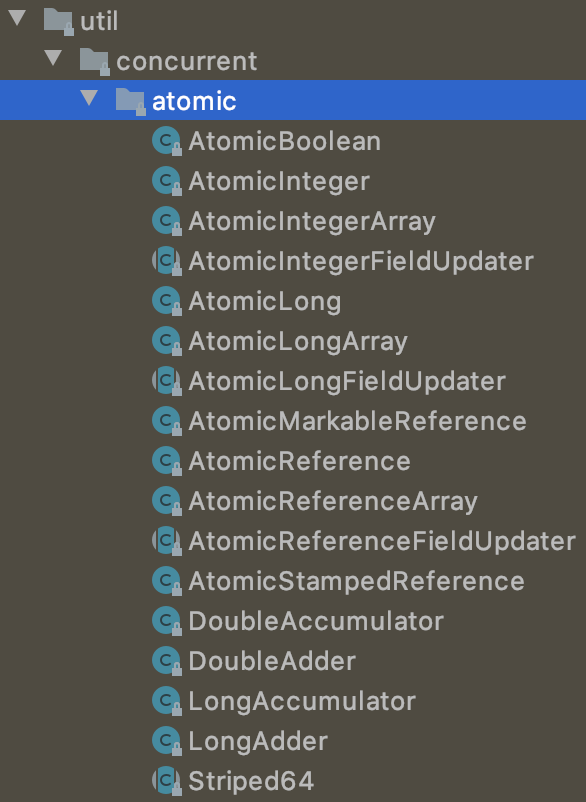 util
concurrent
atomic
AtomicBoolean
AtomicInteger
AtomicIntegerArray
AtomicIntegerFieldUpdater
AtomicLong
AtomicLongArray
AtomicLongFieldUpdater
AtomicMarkableReference
AtomicReference
AtomicReferenceArray
AtomicReferenceFieldUpdater
AtomicStampedReference
DoubleAccumulator
DoubleAdder
LongAccumulator
LongAdder
Striped64